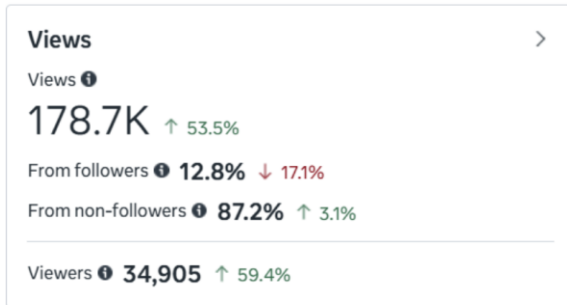 Views
Views
178.7K ↑ 53.5%
From followers 12.8% ↓ 17.1%
From non-followers 87.2% ↑ 3.1%
Viewers 34,905 ↑ 59.4%